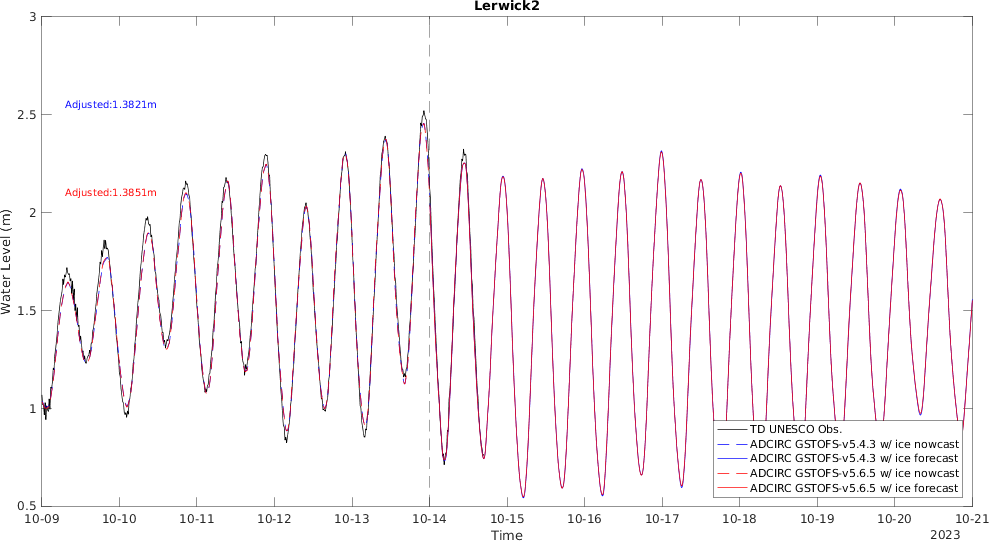 Lerwick2
3
2.5
2
1.5
1
0.5
Water Level (m)
Adjusted:1.3821m
Adjusted:1.3851m
TD UNESCO Obs.
ADCIRC GSTOFS-v5.4.3 w/ ice nowcast
ADCIRC GSTOFS-v5.4.3 w/ ice forecast
ADCIRC GSTOFS-v5.6.5 w/ ice nowcast
ADCIRC GSTOFS-v5.6.5 w/ ice forecast
10-09 10-10 10-11 10-12 10-13 10-14 10-15 10-16 10-17 10-18 10-19 10-20 10-21
Time
2023